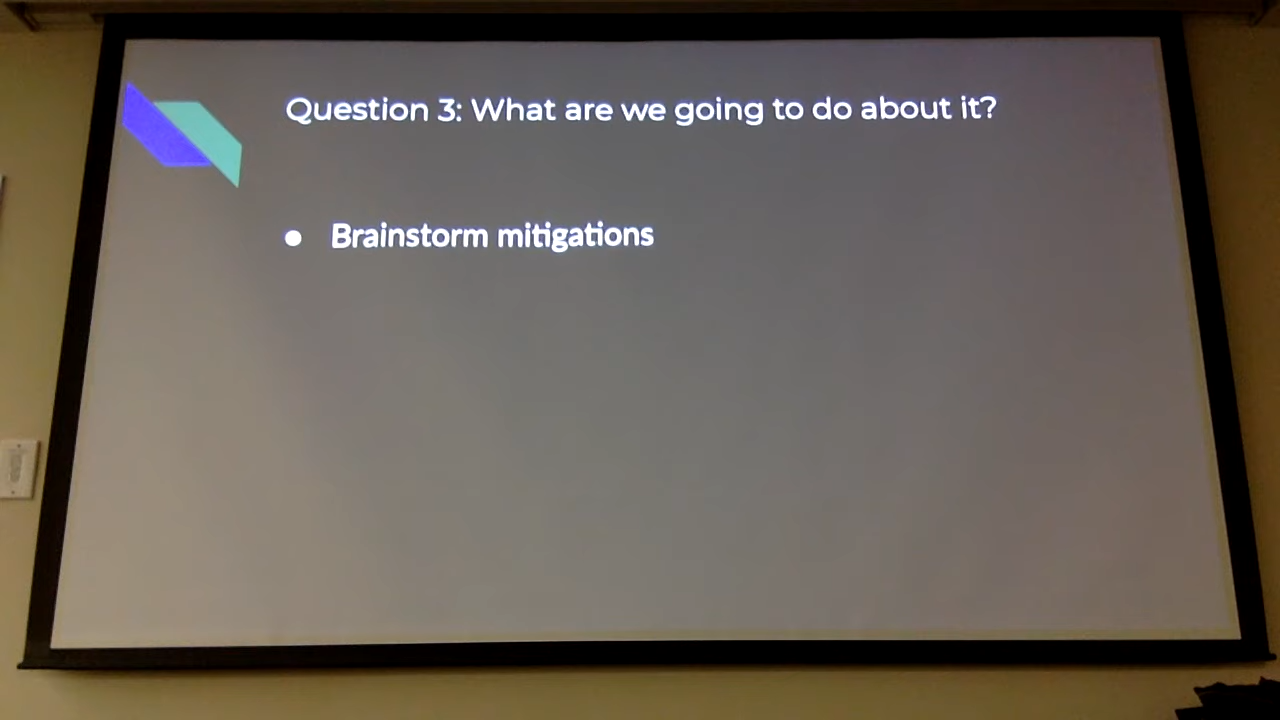 Question 3: What are we going to do about it?
● Brainstorm mitigations